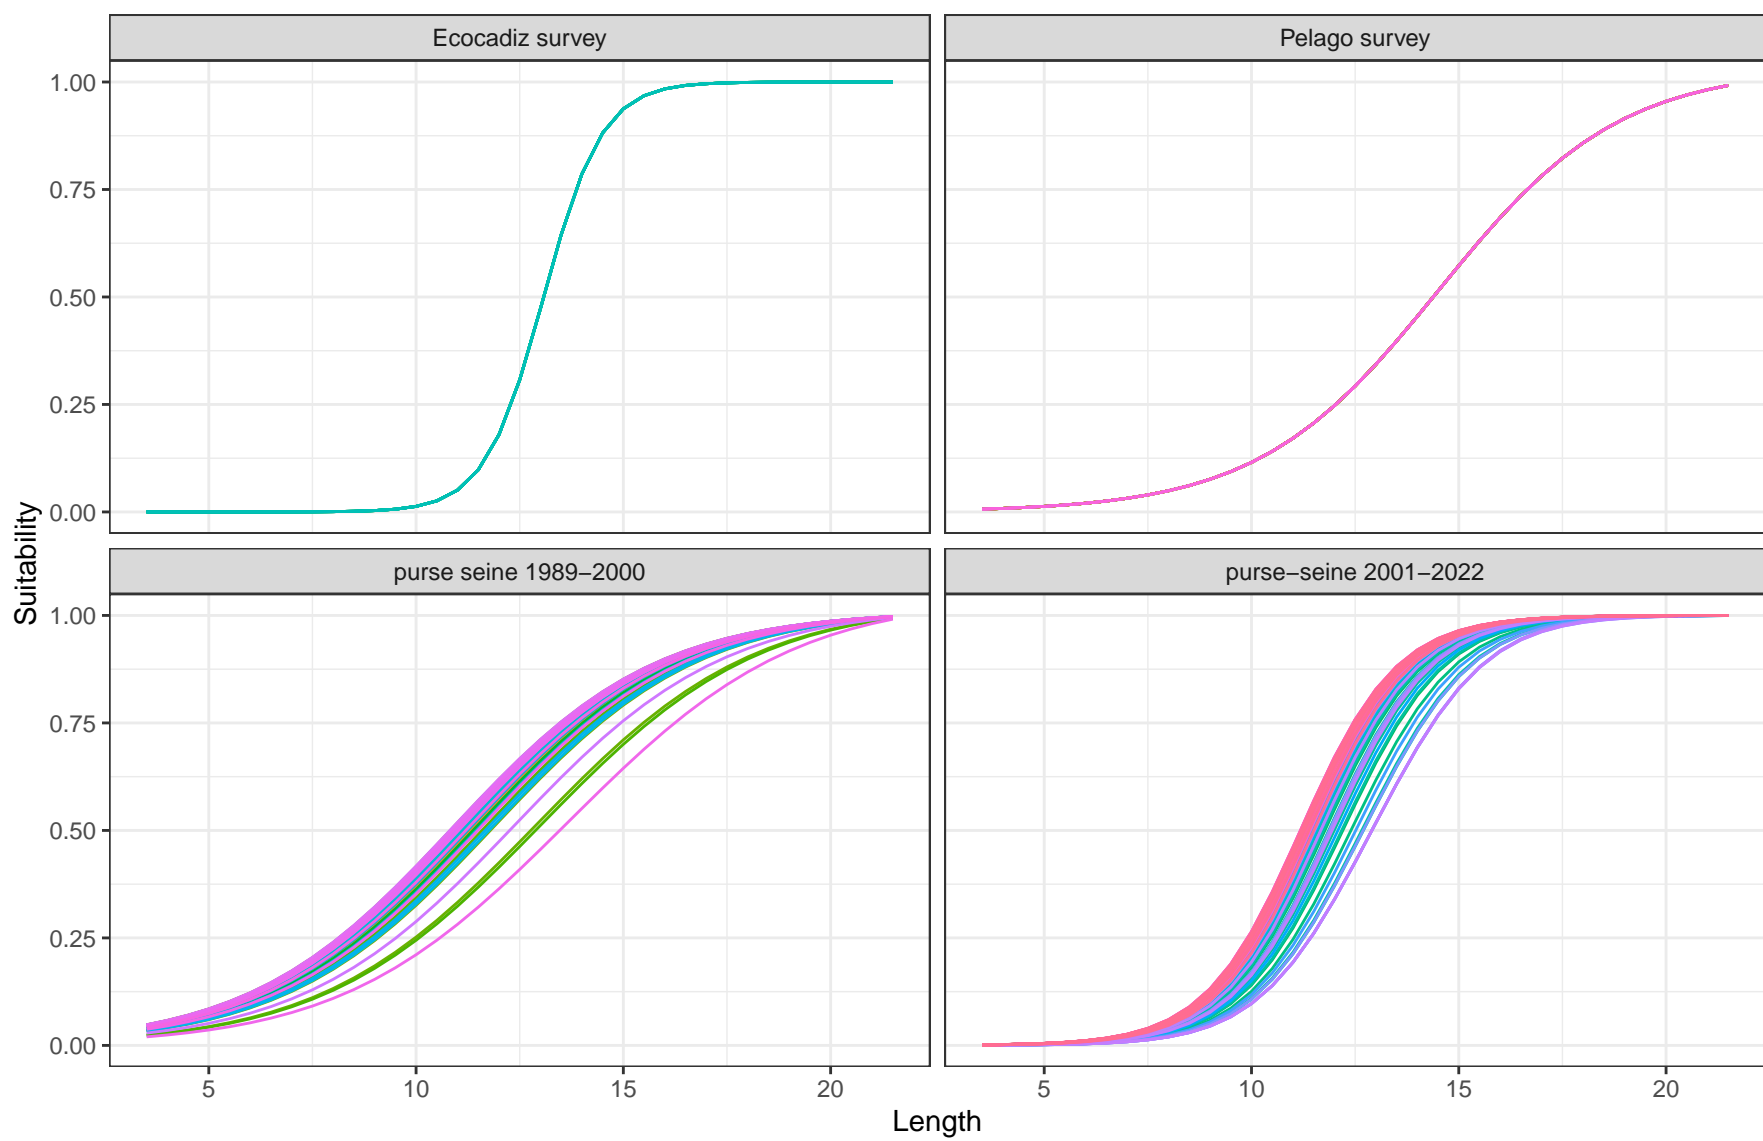 Ecocadiz survey
Pelago survey
1.00
0.75
0.50
0.25
0.00
Suitability
purse seine 1989−2000
purse−seine 2001−2022
1.00
0.75
0.50
0.25
0.00
5 10 15 20
5 10 15 20
Length